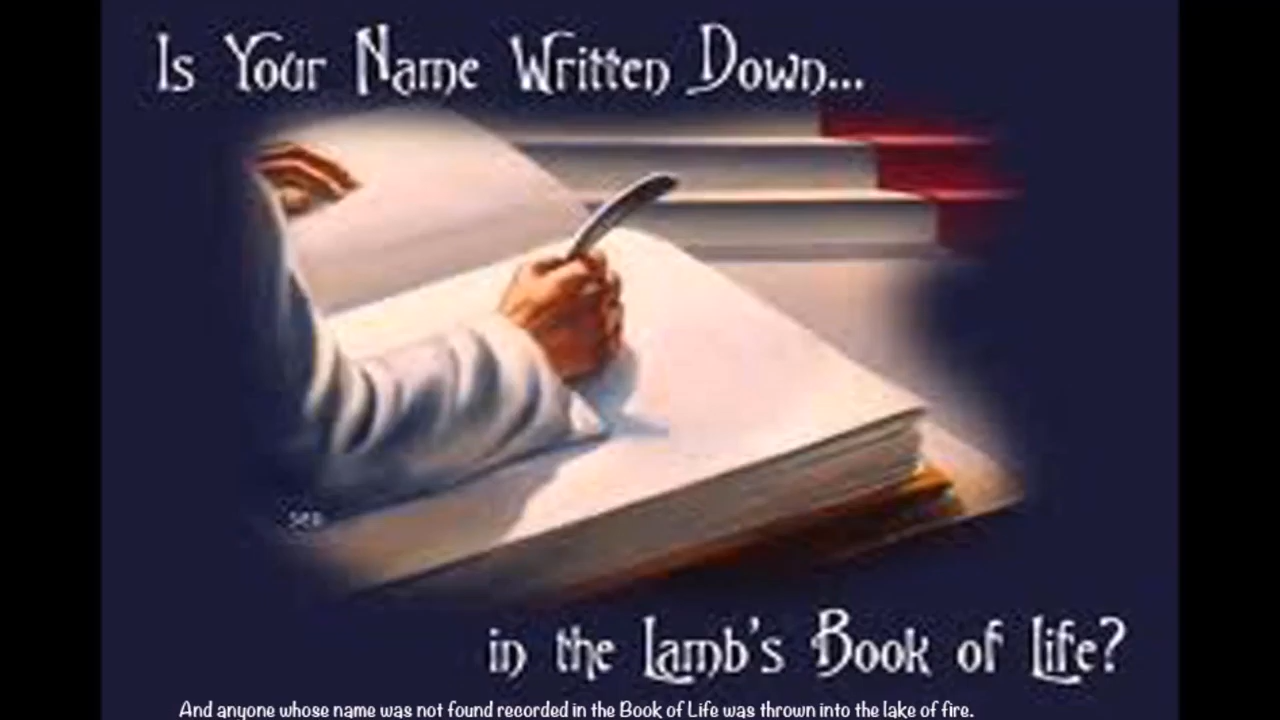 Is Your Name Written Down...
in the Lamb's Book of Life?
And anyone whose name was not found recorded in the Book of Life was thrown into the lake of fire.